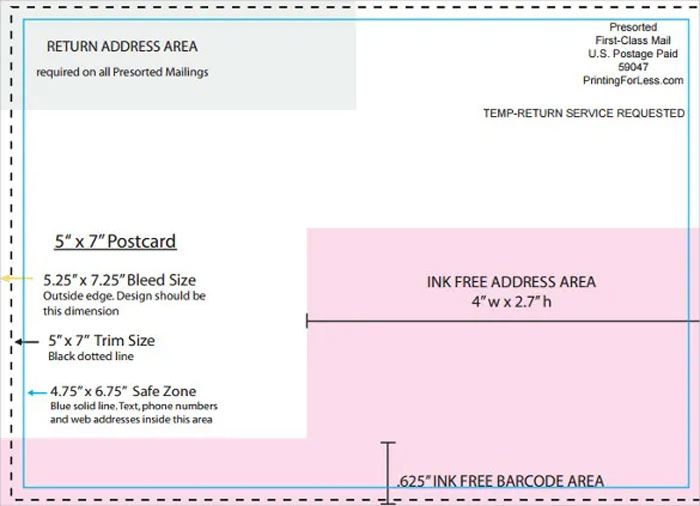 RETURN ADDRESS AREA
required on all Presorted Mailings
Presorted
First-Class Mail
U.S. Postage Paid
59047
PrintingForLess.com
TEMP-RETURN SERVICE REQUESTED
5“ x 7” Postcard
5.25” x 7.25” Bleed Size
Outside edge. Design should be
this dimension
5” x 7” Trim Size
Black dotted line
4.75” x 6.75” Safe Zone
Blue solid line. Text, phone numbers
and web addresses inside this area
INK FREE ADDRESS AREA
4” w x 2.7” h
.625” INK FREE BARCODE AREA